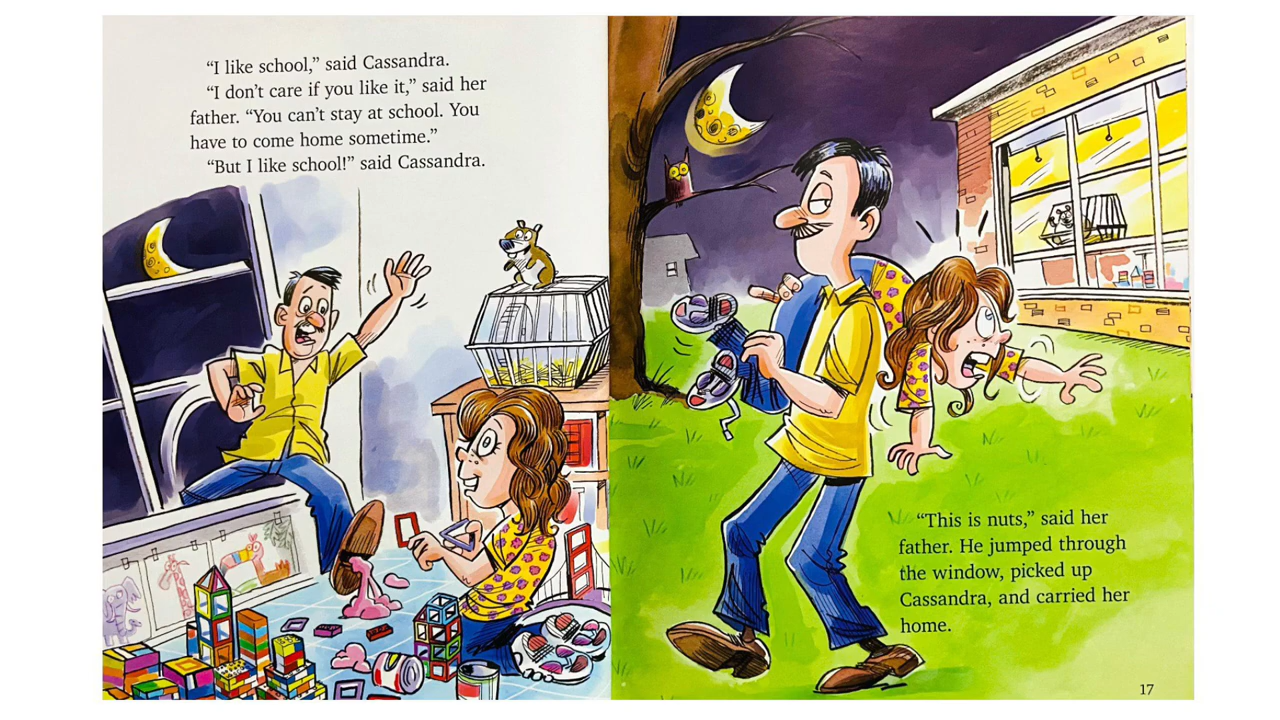 “I like school,” said Cassandra.
“I don’t care if you like it,” said her
father. “You can’t stay at school. You
have to come home sometime.”
“But I like school!” said Cassandra.
“This is nuts,” said her
father. He jumped through
the window, picked up
Cassandra, and carried her
home.
17